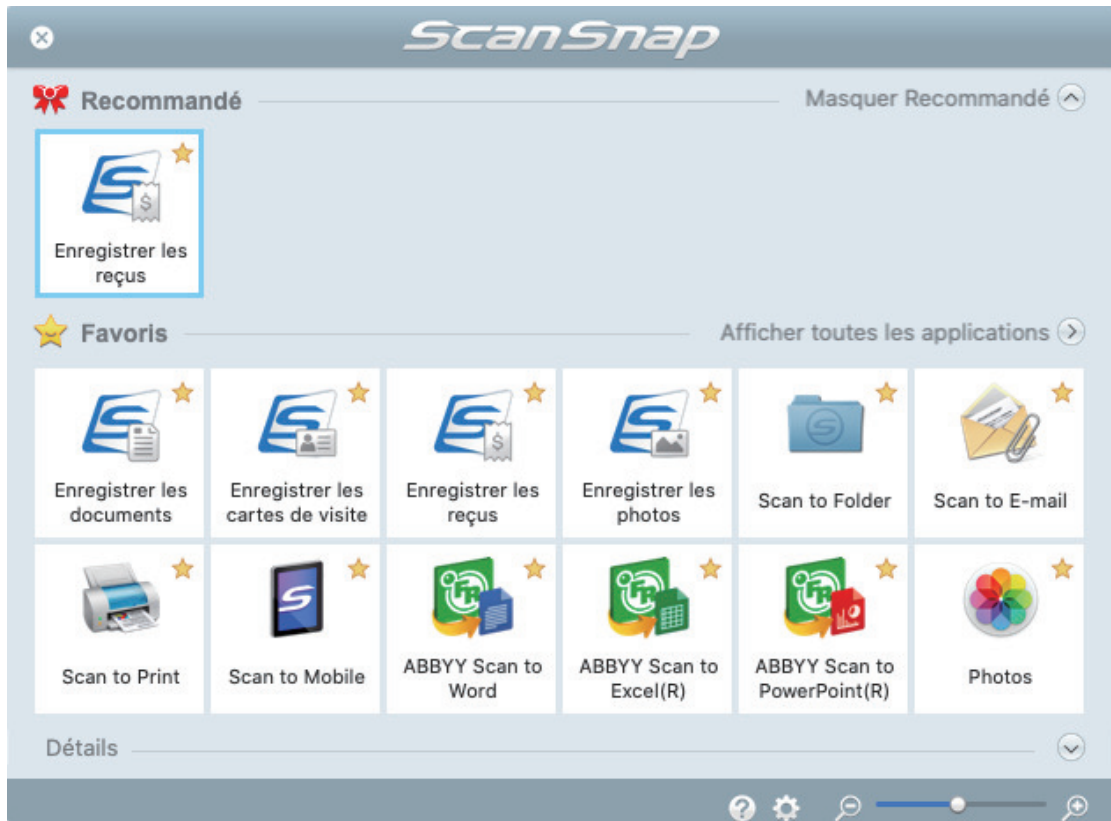 ScanSnap
Recommandé
Masquer Recommandé
Enregistrer les
reçus
Favoris
Afficher toutes les applications
Enregistrer les
documents
Enregistrer les
cartes de visite
Enregistrer les
reçus
Enregistrer les
photos
Scan to Folder
Scan to E-mail
Scan to Print
Scan to Mobile
ABBYY Scan to
Word
ABBYY Scan to
Excel(R)
ABBYY Scan to
PowerPoint(R)
Photos
Détails